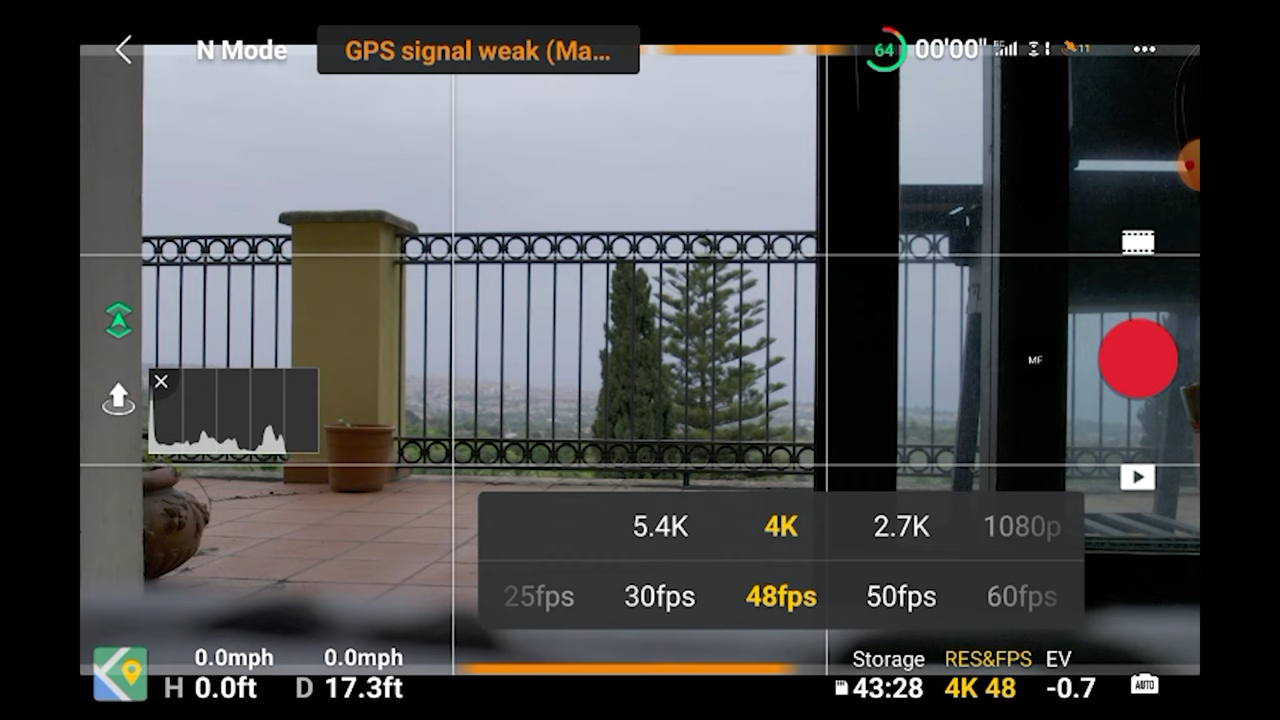 N Mode
GPS signal weak (Ma...
64
00'00"
11
MF
5.4K 4K 2.7K 1080p
25fps 30fps 48fps 50fps 60fps
0.0mph 0.0mph
H 0.0ft D 17.3ft
Storage RES&FPS EV
43:28 4K 48 -0.7
AUTO